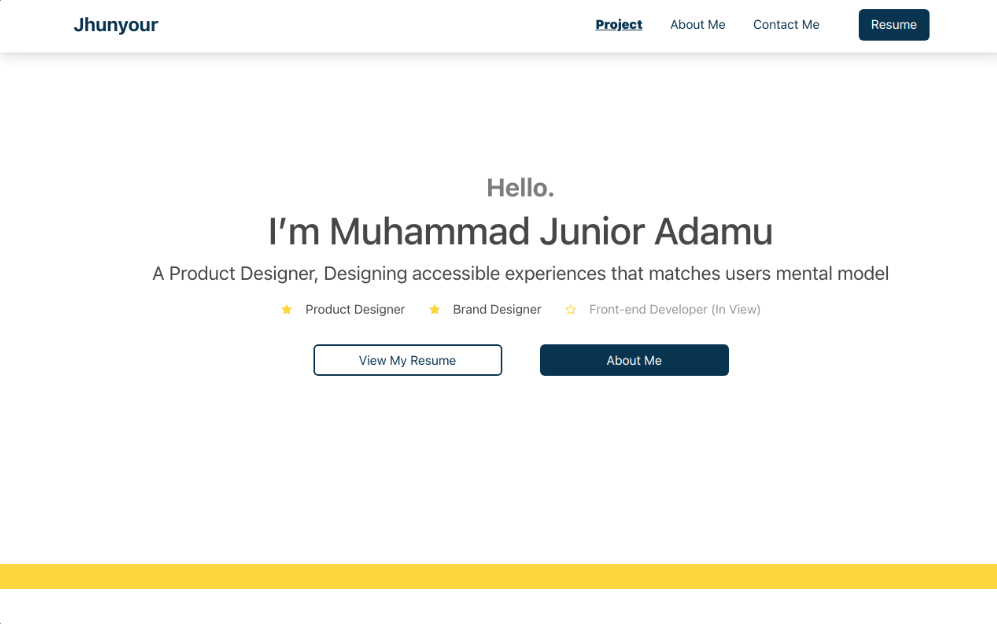 Jhunyour Project About Me Contact Me Resume
Hello.
I’m Muhammad Junior Adamu
A Product Designer, Designing accessible experiences that matches users mental model
Product Designer Brand Designer Front-end Developer (In View)
View My Resume About Me